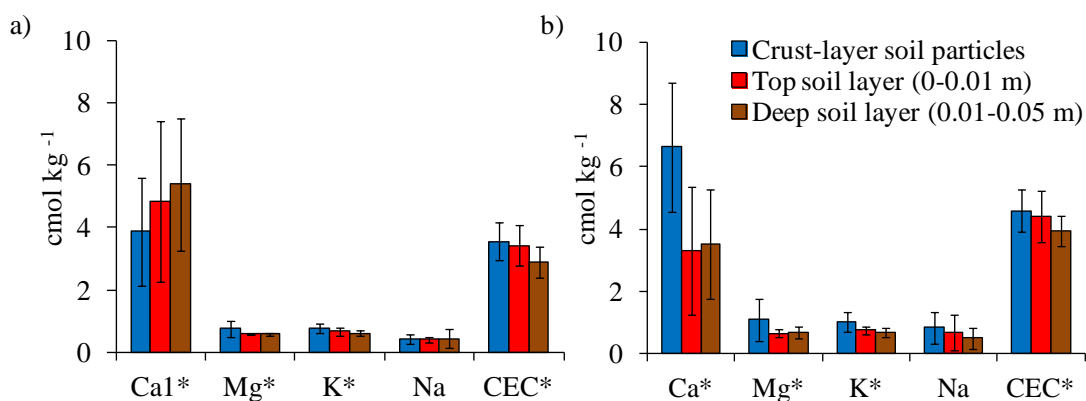 a)
10
8
6
4
2
0
cmol kg -1
Ca1* Mg* K* Na CEC*
b)
Crust-layer soil particles
Top soil layer (0-0.01 m)
Deep soil layer (0.01-0.05 m)
10
8
6
4
2
0
cmol kg -1
Ca* Mg* K* Na CEC*